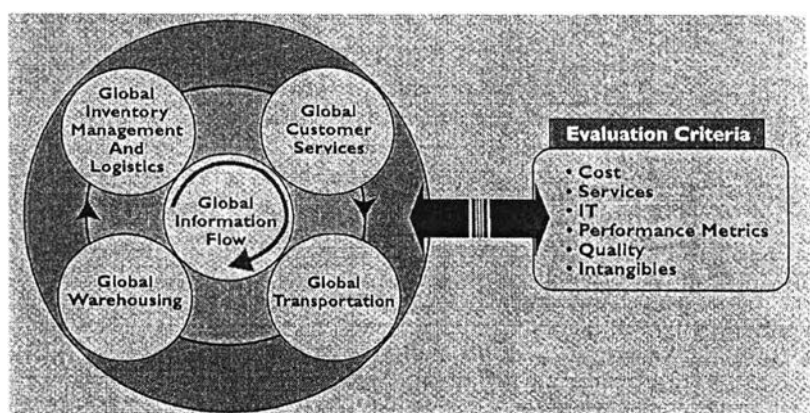 Global
Inventory
Management
And
Logistics
Global
Customer
Services
Global
Information
Flow
Global
Warehousing
Global
Transportation
Evaluation Criteria
• Cost
• Services
• IT
• Performance Metrics
• Quality
• Intangibles